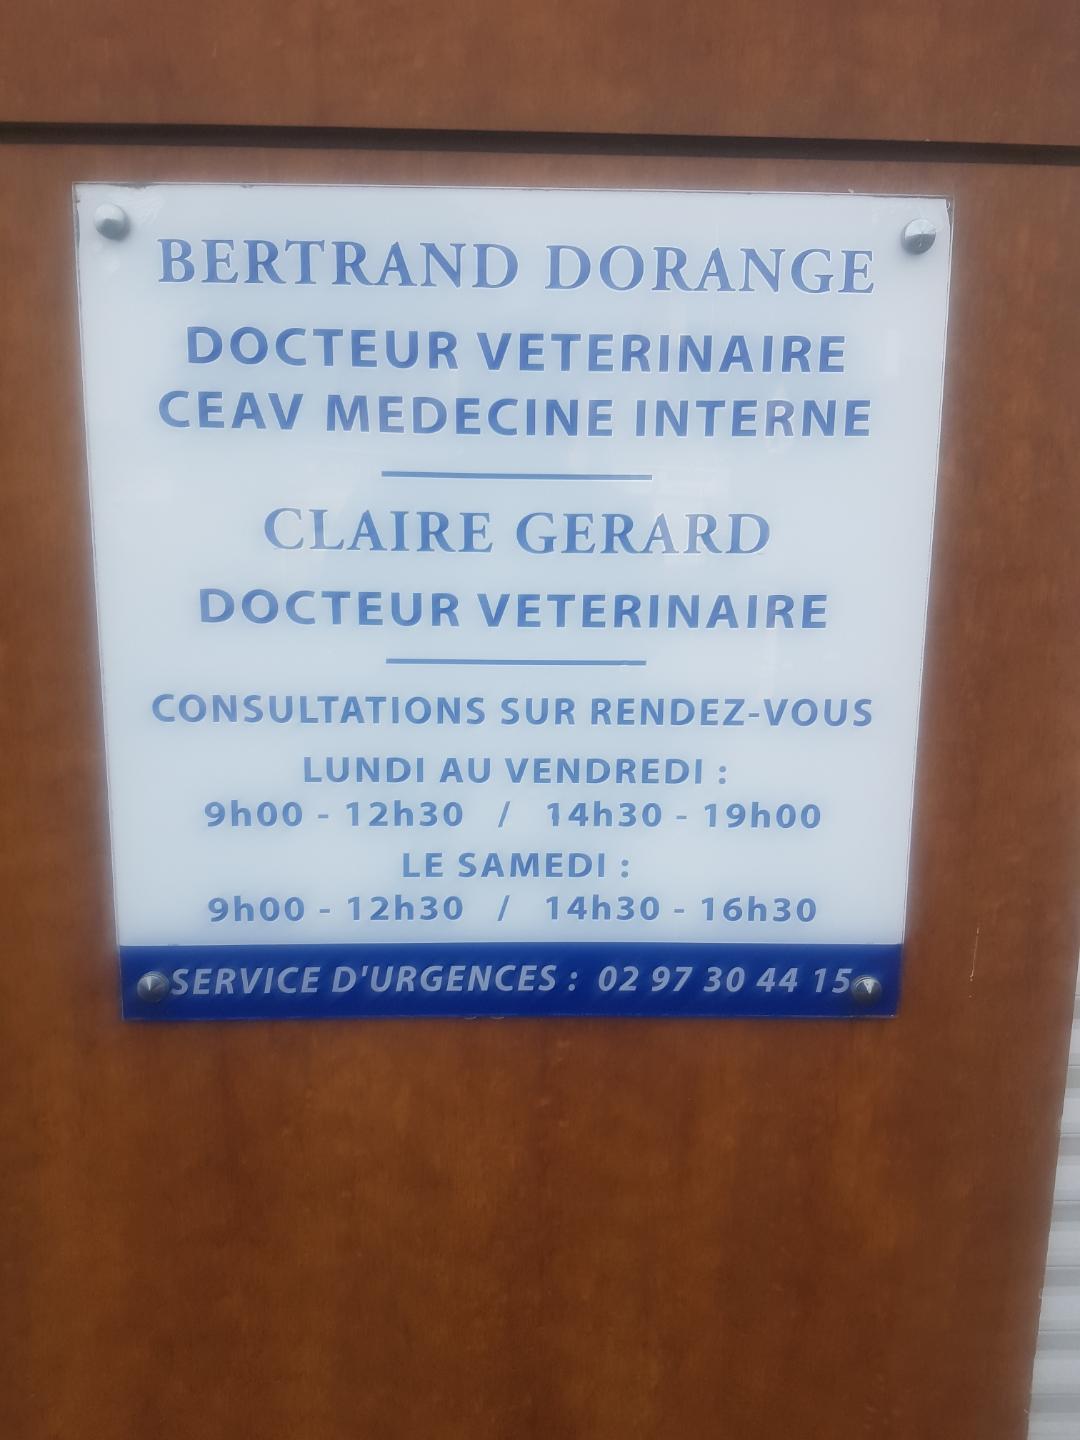 BERTRAND DORANGE
DOCTEUR VETERINAIRE
CEAV MEDECINE INTERNE
CLAIRE GERARD
DOCTEUR VETERINAIRE
CONSULTATIONS SUR RENDEZ-VOUS
LUNDI AU VENDREDI :
9h00 - 12h30 / 14h30 - 19h00
LE SAMEDI :
9h00 - 12h30 / 14h30 - 16h30
SERVICE D'URGENCES : 02 97 30 44 15